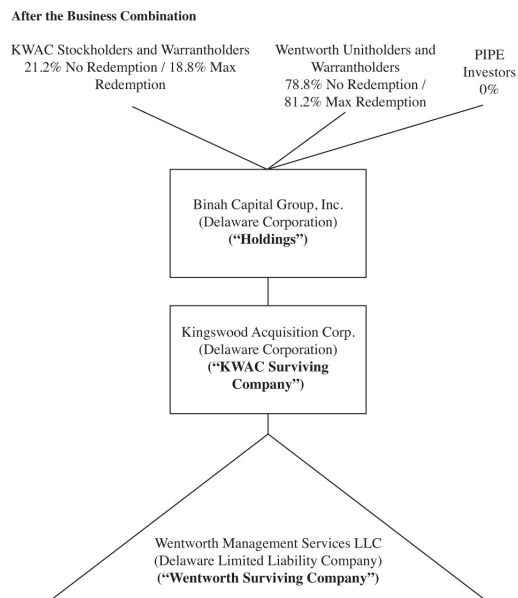 After the Business Combination
KWAC Stockholders and Warrantholders
21.2% No Redemption / 18.8% Max
Redemption
Wentworth Unitholders and
Warrantholders
78.8% No Redemption /
81.2% Max Redemption
PIPE
Investors
0%
Binah Capital Group, Inc.
(Delaware Corporation)
(“Holdings”)
Kingswood Acquisition Corp.
(Delaware Corporation)
(“KWAC Surviving
Company”)
Wentworth Management Services LLC
(Delaware Limited Liability Company)
(“Wentworth Surviving Company”)